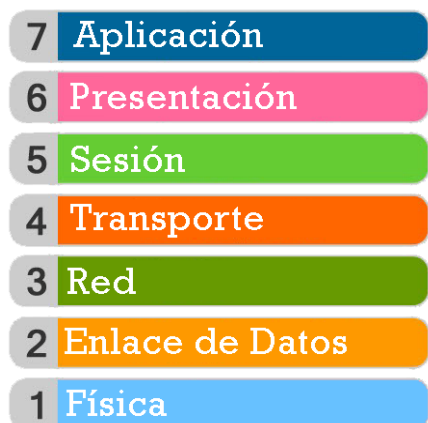 7 Aplicación
6 Presentación
5 Sesión
4 Transporte
3 Red
2 Enlace de Datos
1 Física